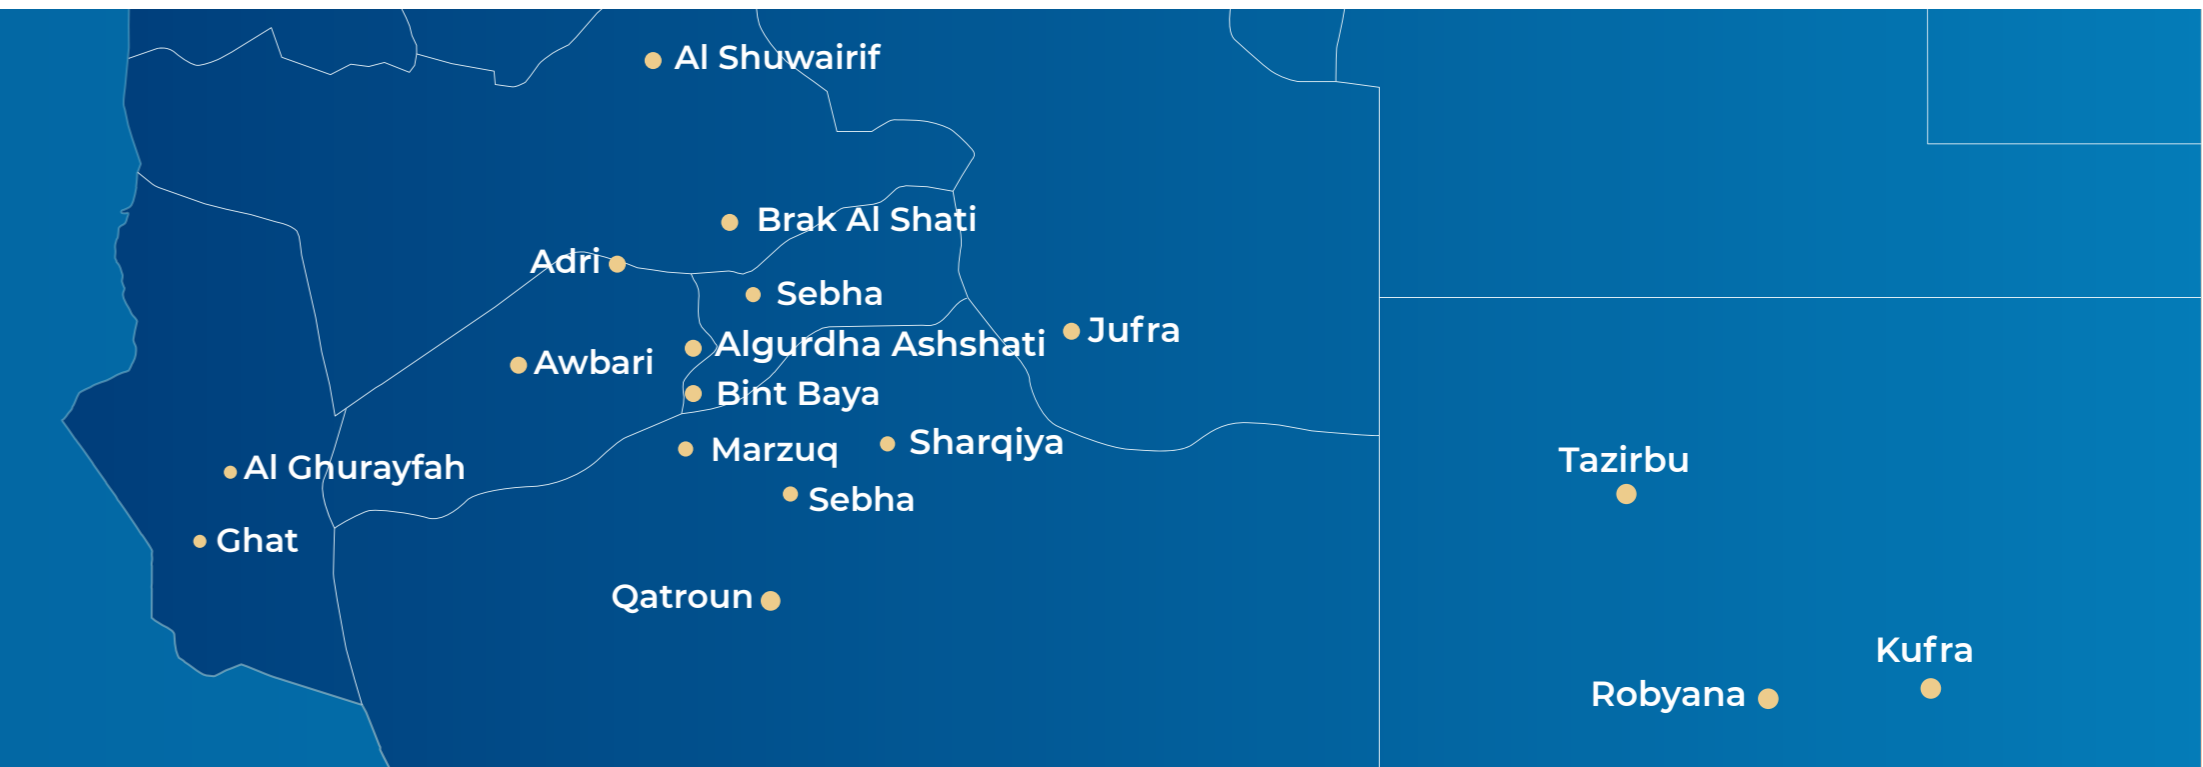 Al Shuwairif
Brak Al Shati
Adri
Sebha
Algurdha Ashshati
Jufra
Awbari
Bint Baya
Marzuq
Sharqiya
Tazirbu
Al Ghurayfah
Sebha
Ghat
Qatroun
Kufra
Robyana